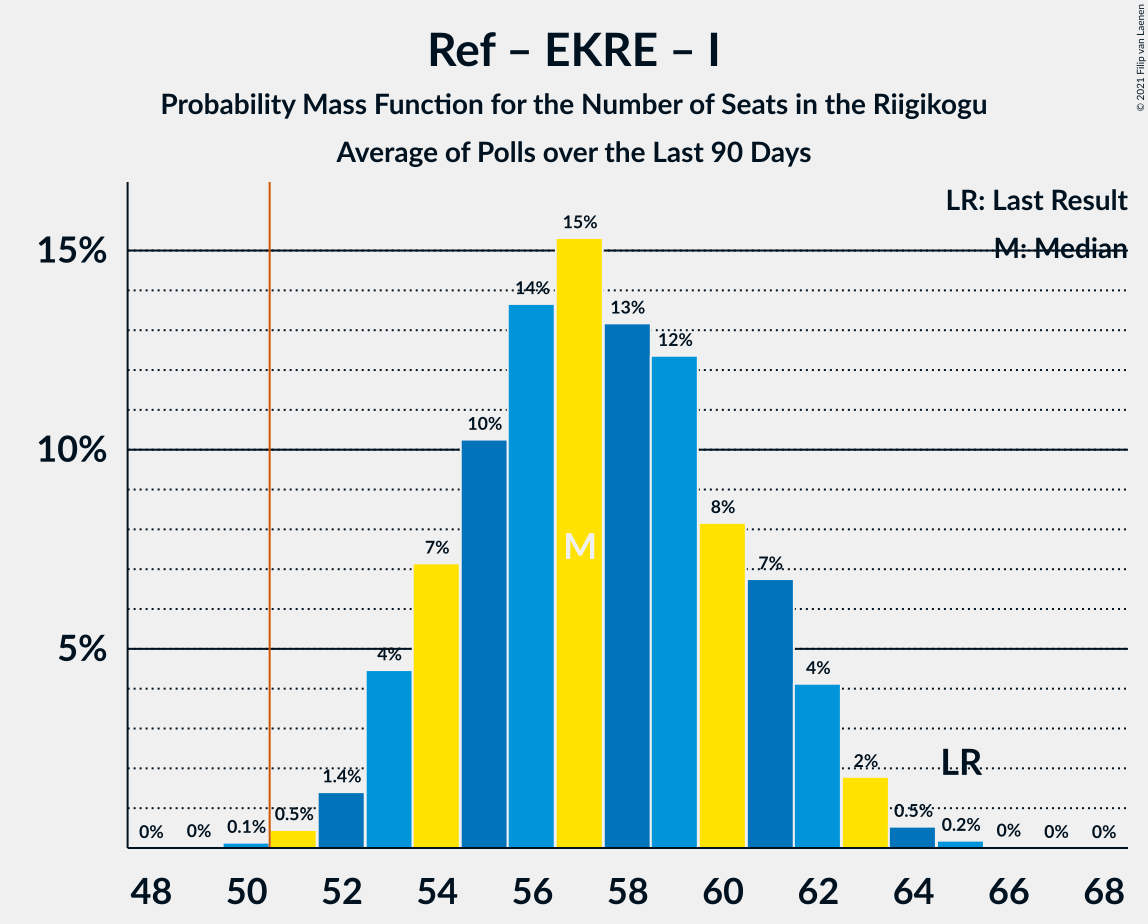 Ref – EKRE – I
Probability Mass Function for the Number of Seats in the Riigikogu
Average of Polls over the Last 90 Days
© 2021 Filip van Laenen
LR: Last Result
M: Median
15%
10%
5%
0%
0%
0.1%
0.5%
1.4%
4%
7%
10%
14%
15%
13%
12%
8%
7%
4%
2%
0.5%
0.2%
0%
0%
0%
M
LR
48 50 52 54 56 58 60 62 64 66 68